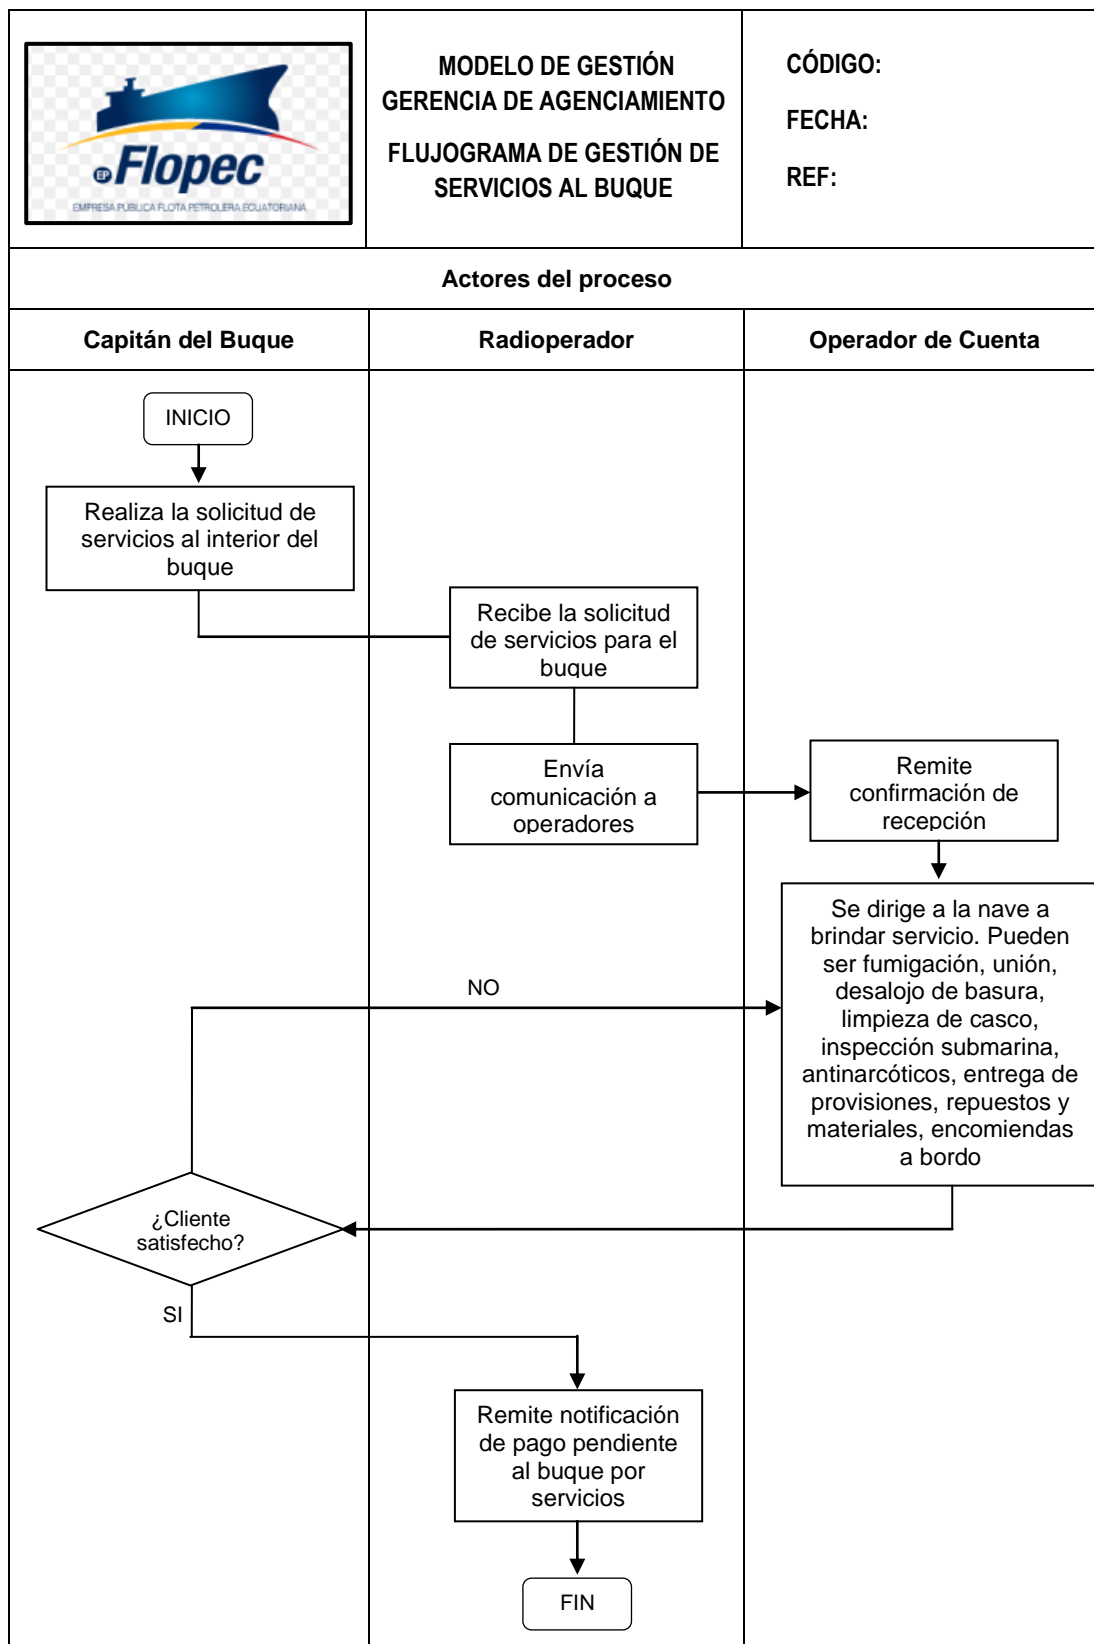 EP Flopec
EMPRESA PÚBLICA FLOTA PETROLERA ECUATORIANA
MODELO DE GESTIÓN
GERENCIA DE AGENCIAMIENTO
FLUJOGRAMA DE GESTIÓN DE
SERVICIOS AL BUQUE
CÓDIGO:
FECHA:
REF:
Actores del proceso
Capitán del Buque
Radioperador
Operador de Cuenta
INICIO
Realiza la solicitud de
servicios al interior del
buque
Recibe la solicitud
de servicios para el
buque
Envía
comunicación a
operadores
Remite
confirmación de
recepción
Se dirige a la nave a
brindar servicio. Pueden
ser fumigación, unión,
desalojo de basura,
limpieza de casco,
inspección submarina,
antinarcóticos, entrega de
provisiones, repuestos y
materiales, encomiendas
a bordo
NO
¿Cliente
satisfecho?
SI
Remite notificación
de pago pendiente
al buque por
servicios
FIN